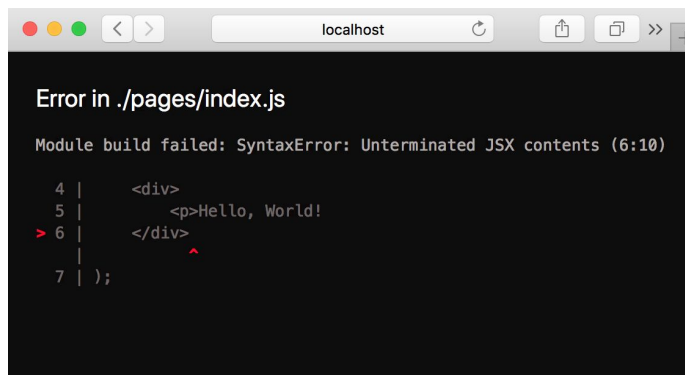 localhost
Error in ./pages/index.js
Module build failed: SyntaxError: Unterminated JSX contents (6:10)
  4 |     <div>
  5 |         <p>Hello, World!
> 6 |     </div>
    |           ^
  7 | );